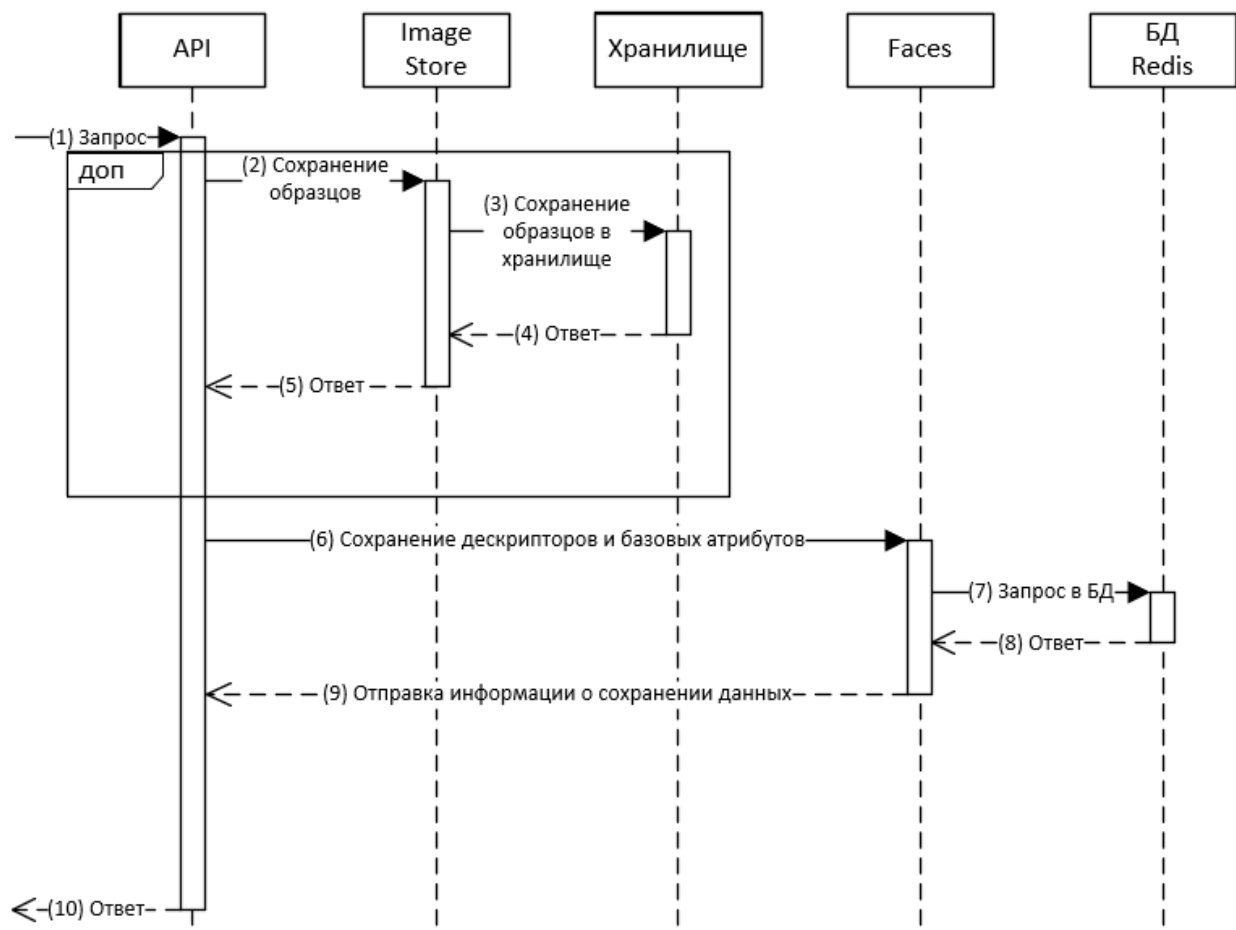 API
Image
Store
Хранилище
Faces
БД
Redis
(1) Запрос
доп
(2) Сохранение
образцов
(3) Сохранение
образцов в
хранилище
(4) Ответ
(5) Ответ
(6) Сохранение дескрипторов и базовых атрибутов
(7) Запрос в БД
(8) Ответ
(9) Отправка информации о сохранении данных
(10) Ответ